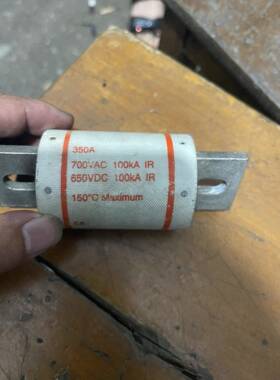 350A
700VAC 100kA IR
650VDC 100kA IR
150°C Maximum